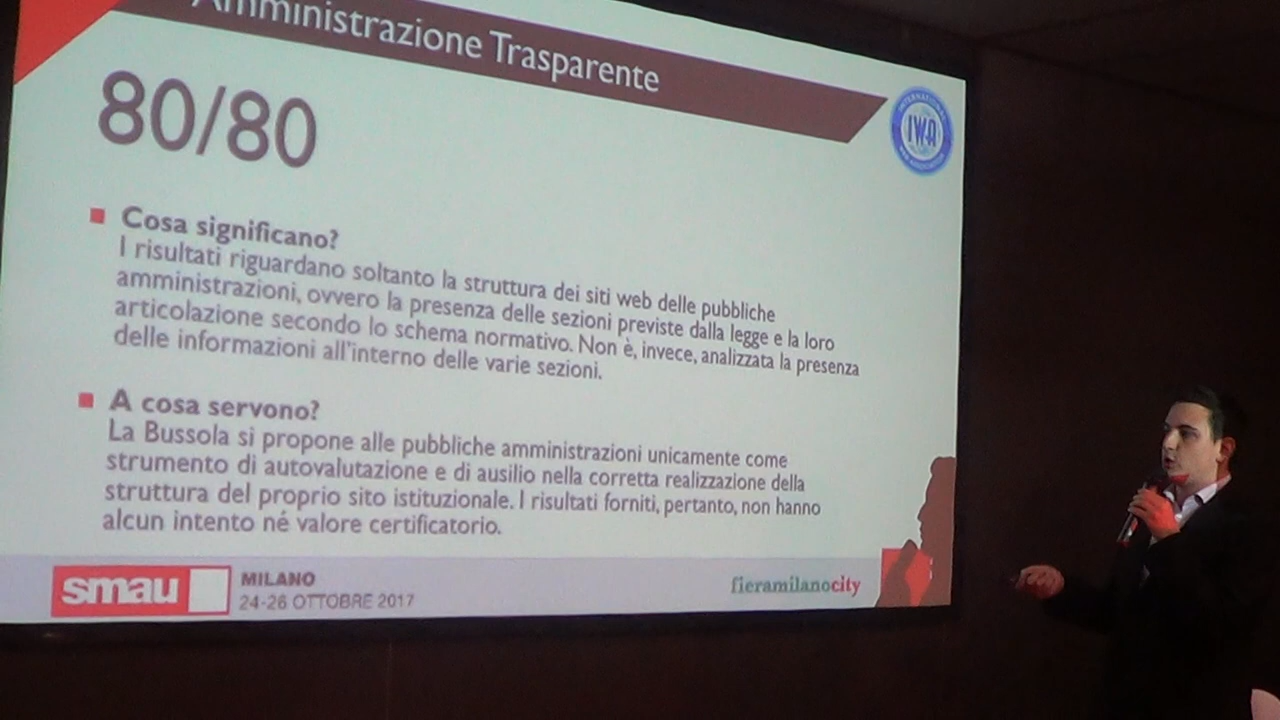 Amministrazione Trasparente
80/80
INTERNATIONAL
IWA
Cosa significano?
I risultati riguardano soltanto la struttura dei siti web delle pubbliche
amministrazioni, ovvero la presenza delle sezioni previste dalla legge e la loro
articolazione secondo lo schema normativo. Non è, invece, analizzata la presenza
delle informazioni all'interno delle varie sezioni.
A cosa servono?
La Bussola si propone alle pubbliche amministrazioni unicamente come
strumento di autovalutazione e di ausilio nella corretta realizzazione della
struttura del proprio sito istituzionale. I risultati forniti, pertanto, non hanno
alcun intento né valore certificatorio.
smau
MILANO
24-26 OTTOBRE 2017
fieramilanocity